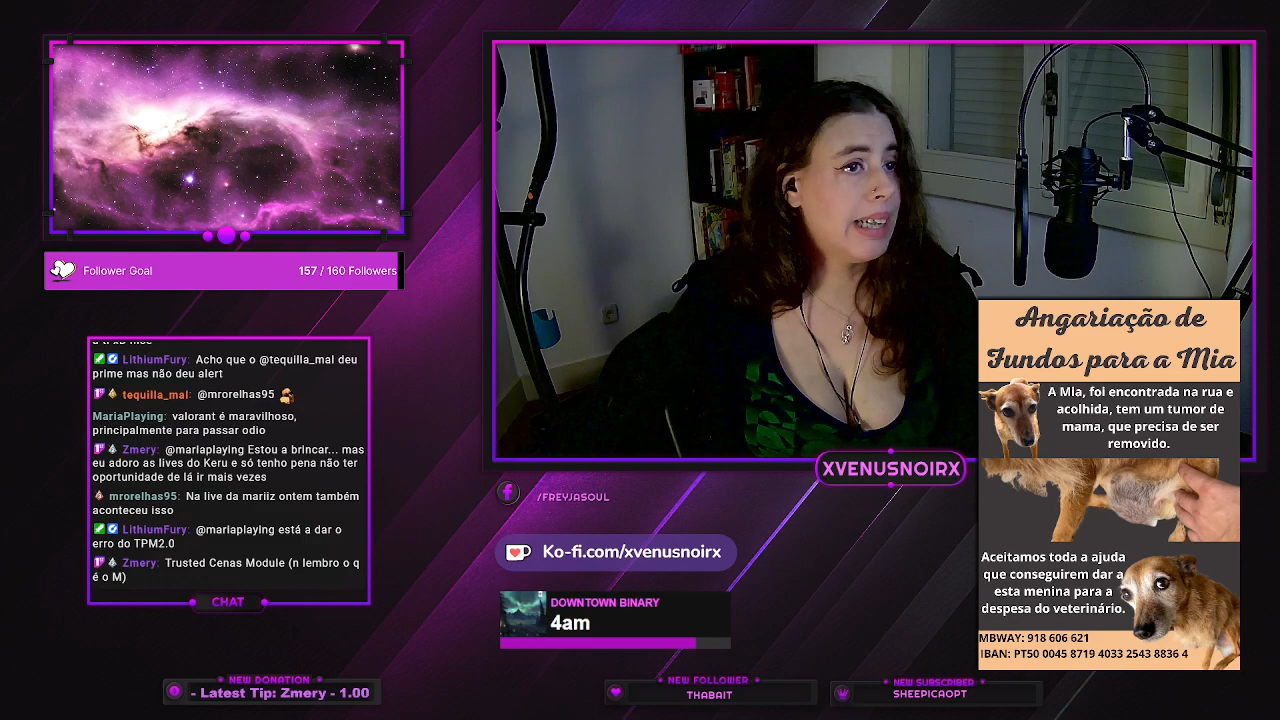 Follower Goal
157 / 160 Followers
LithiumFury: Acho que o @tequilla_mal deu
prime mas não deu alert
tequilla_mal: @mrorelhas95
MariaPlaying: valorant é maravilhoso,
principalmente para passar odio
Zmery: @mariaplaying Estou a brincar... mas
eu adoro as lives do Keru e só tenho pena não ter
oportunidade de lá ir mais vezes
mrorelhas95: Na live da mariiz ontem também
aconteceu isso
LithiumFury: @mariaplaying está a dar o
erro do TPM2.0
Zmery: Trusted Cenas Module (n lembro o q
é o M)
CHAT
XVENUSNOIRX
/FREYJASOUL
Ko-fi.com/xvenusnoirx
DOWNTOWN BINARY
4am
Angariação de
Fundos para a Mia
A Mia, foi encontrada na rua e
acolhida, tem um tumor de
mama, que precisa de ser
removido.
Aceitamos toda a ajuda
que conseguirem dar a
esta menina para a
despesa do veterinário.
MBWAY: 918 606 621
IBAN: PT50 0045 8719 4033 2543 8836 4
NEW DONATION
- Latest Tip: Zmery - 1.00
NEW FOLLOWER
THABAIT
NEW SUBSCRIBER
SHEEPICAOPT